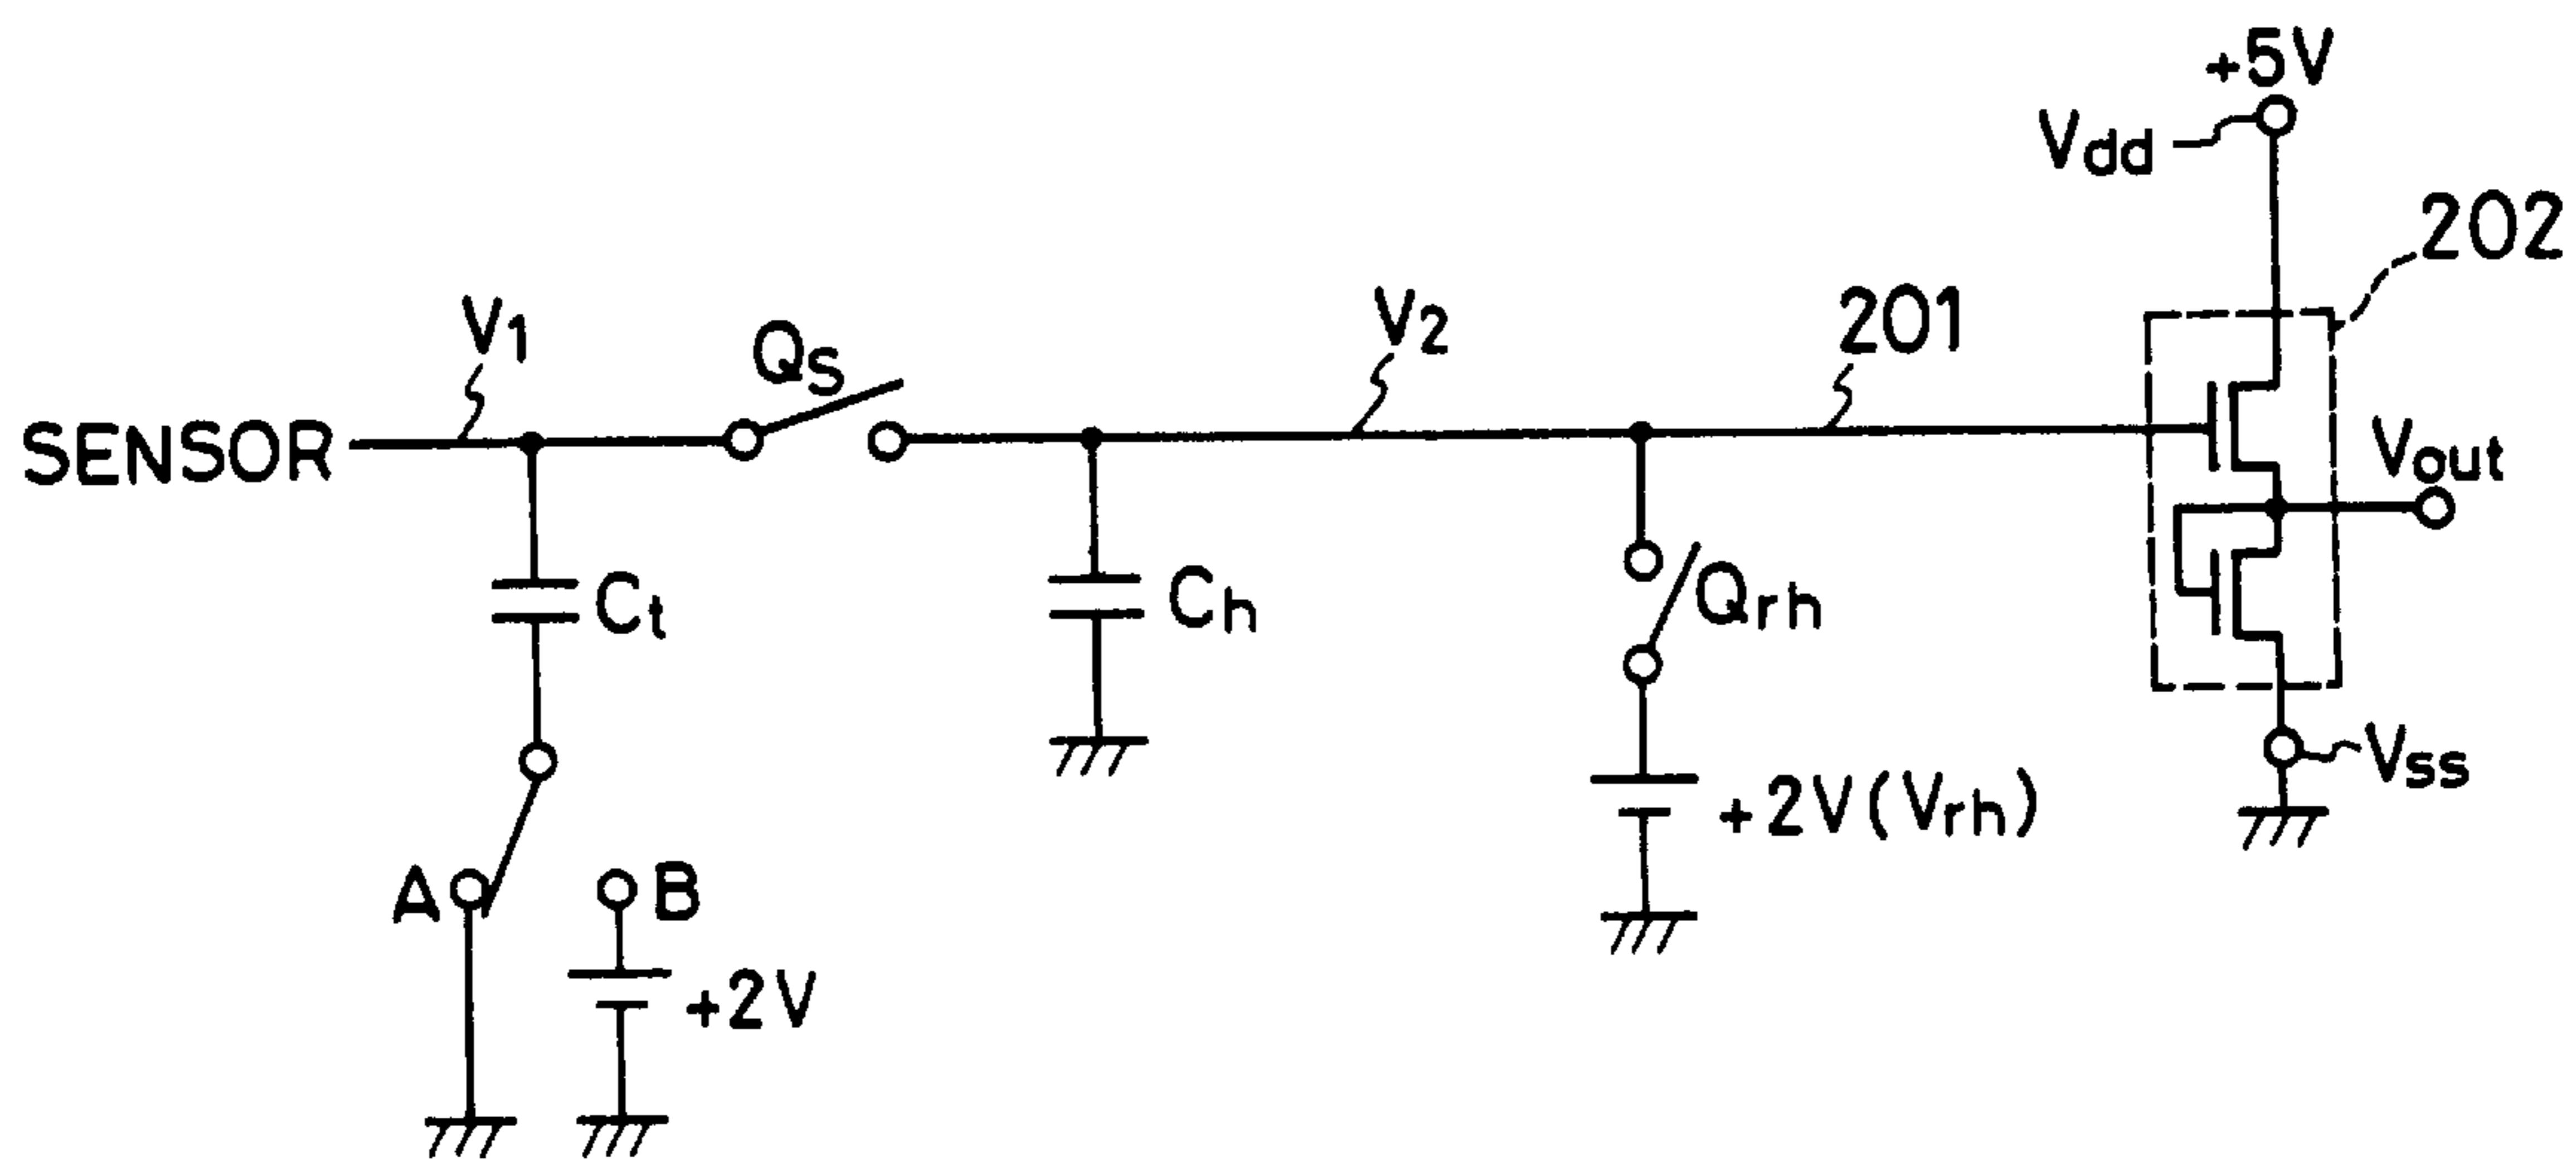 +5V
Vdd
202
V1
QS
V2
201
SENSOR
Vout
Ct
Ch
Qrh
+2V(Vrh)
Vss
A
B
+2V